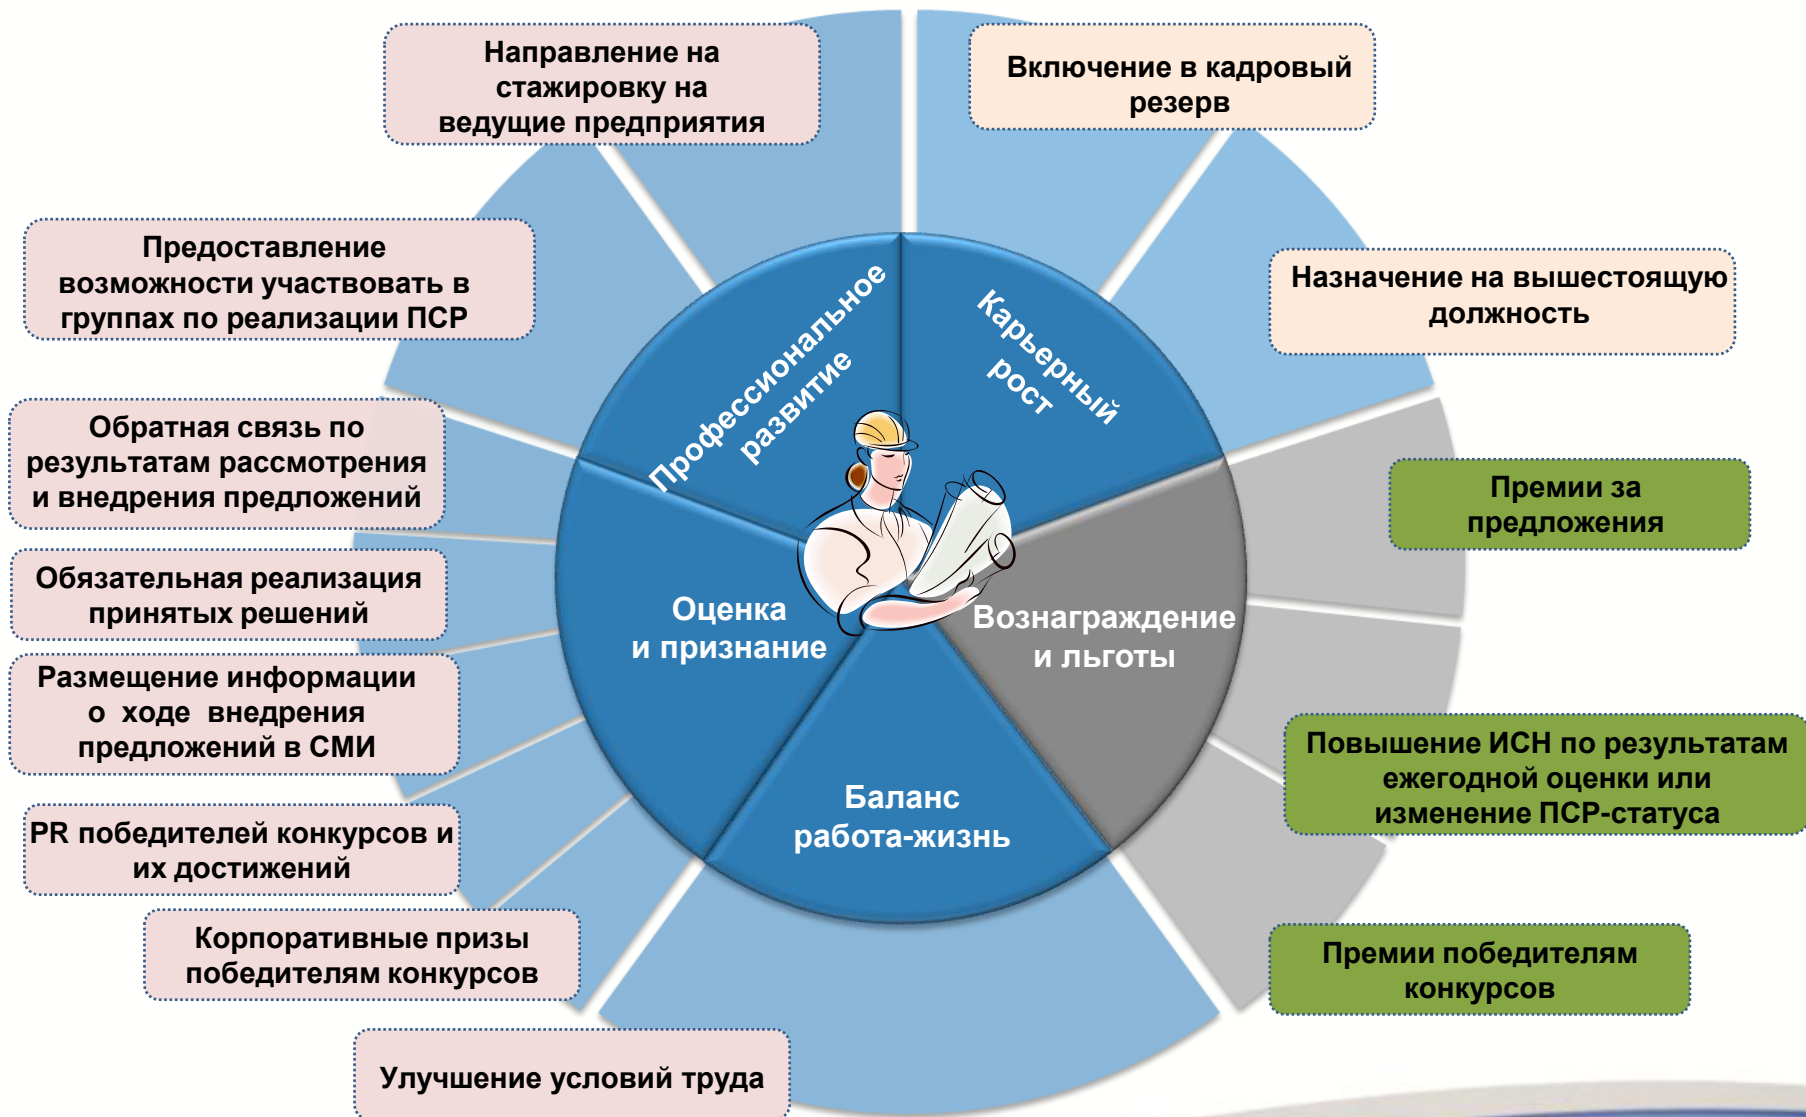 Направление на
стажировку на
ведущие предприятия
Включение в кадровый
резерв
Предоставление
возможности участвовать в
группах по реализации ПСР
Назначение на вышестоящую
должность
Профессиональное
развитие
Карьерный
рост
Обратная связь по
результатам рассмотрения
и внедрения предложений
Премии за
предложения
Обязательная реализация
принятых решений
Оценка
и признание
Вознаграждение
и льготы
Размещение информации
о ходе внедрения
предложений в СМИ
Повышение ИСН по результатам
ежегодной оценки или
изменение ПСР-статуса
Баланс
работа-жизнь
PR победителей конкурсов и
их достижений
Корпоративные призы
победителям конкурсов
Премии победителям
конкурсов
Улучшение условий труда